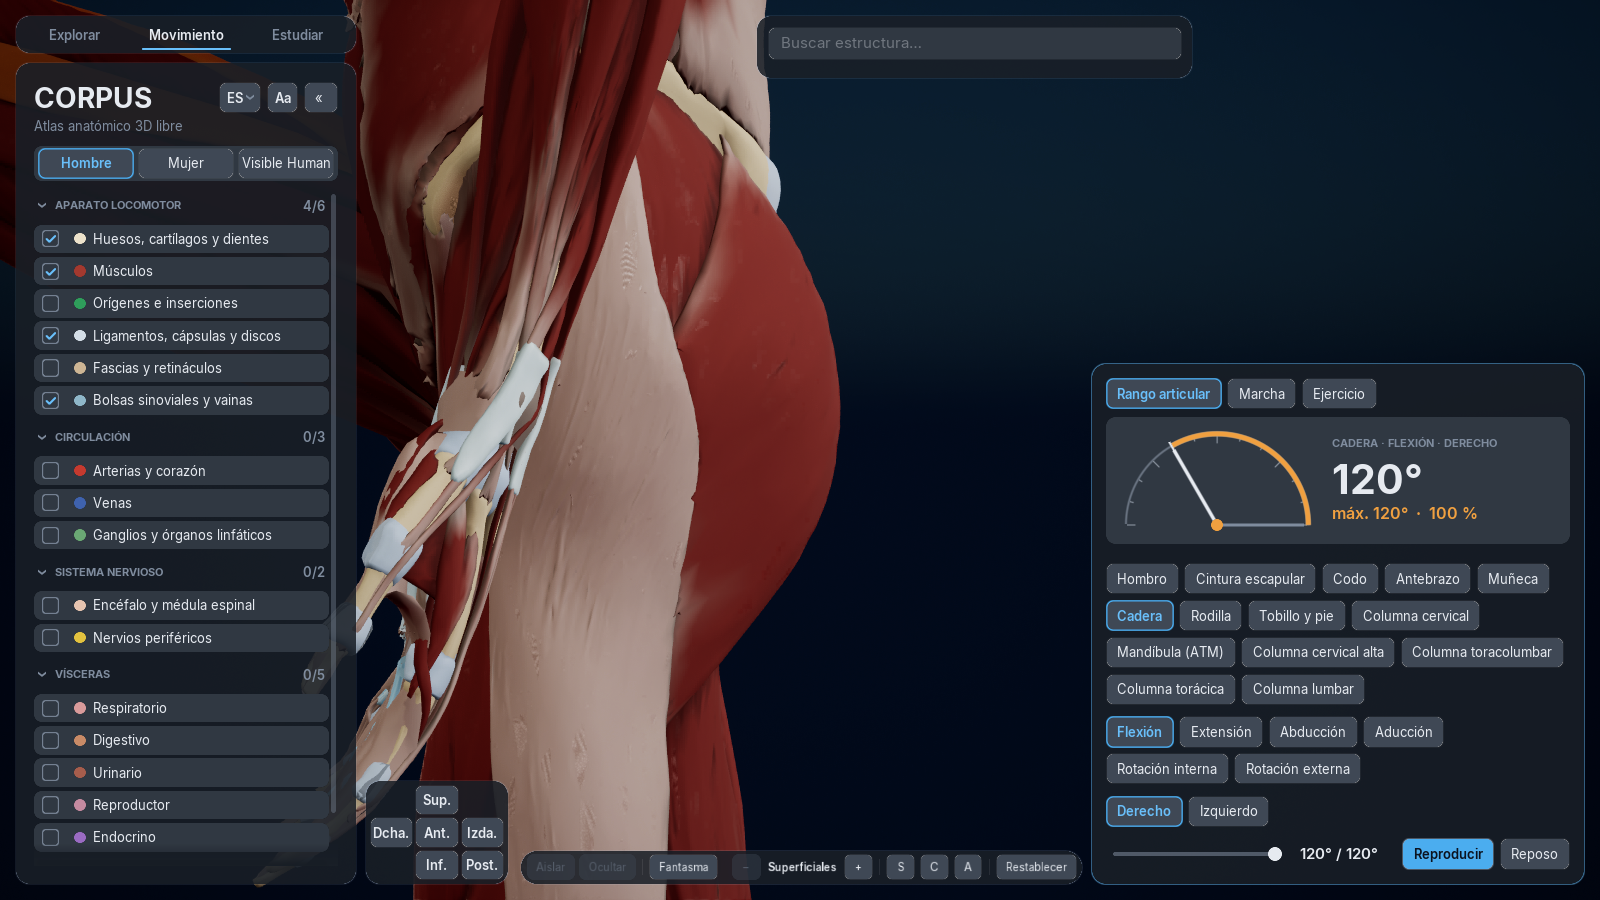 Explorar Movimiento Estudiar
Buscar estructura...
CORPUS ES Aa «
Atlas anatómico 3D libre
Hombre Mujer Visible Human
APARATO LOCOMOTOR 4/6
Huesos, cartílagos y dientes
Músculos
Orígenes e inserciones
Ligamentos, cápsulas y discos
Fascias y retináculos
Bolsas sinoviales y vainas
CIRCULACIÓN 0/3
Arterias y corazón
Venas
Ganglios y órganos linfáticos
SISTEMA NERVIOSO 0/2
Encéfalo y médula espinal
Nervios periféricos
VÍSCERAS 0/5
Respiratorio
Digestivo
Urinario
Reproductor
Endocrino
Sup.
Dcha. Ant. Izda.
Inf. Post.
Aislar Ocultar Fantasma − Superficiales + S C A Restablecer
Rango articular Marcha Ejercicio
CADERA · FLEXIÓN · DERECHO
120°
máx. 120° · 100 %
Hombro Cintura escapular Codo Antebrazo Muñeca
Cadera Rodilla Tobillo y pie Columna cervical
Mandíbula (ATM) Columna cervical alta Columna toracolumbar
Columna torácica Columna lumbar
Flexión Extensión Abducción Aducción
Rotación interna Rotación externa
Derecho Izquierdo
120° / 120° Reproducir Reposo